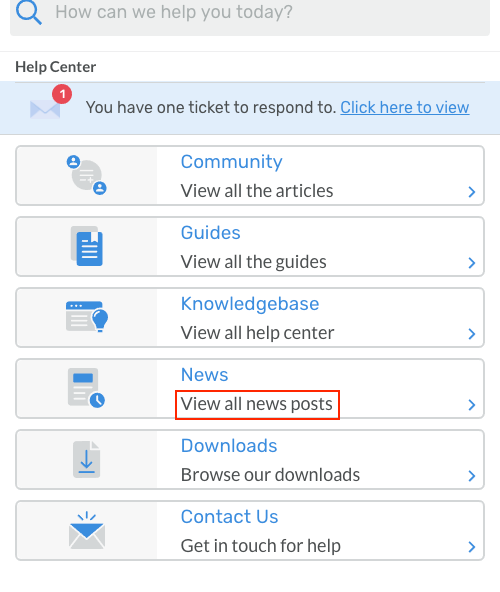 How can we help you today?
Help Center
1
You have one ticket to respond to. Click here to view
Community
View all the articles
Guides
View all the guides
Knowledgebase
View all help center
News
View all news posts
Downloads
Browse our downloads
Contact Us
Get in touch for help